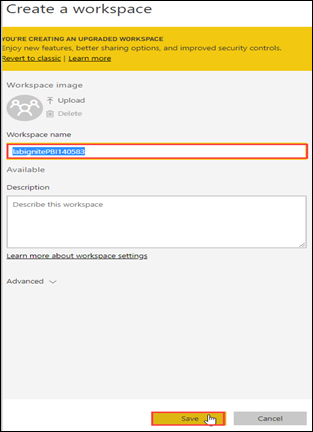 Create a workspace
YOU'RE CREATING AN UPGRADED WORKSPACE
Enjoy new features, better sharing options, and improved security controls.
Revert to classic | Learn more
Workspace image
Upload
Delete
Workspace name
labignitePBI140583
Available
Description
Describe this workspace
Learn more about workspace settings
Advanced
Save
Cancel